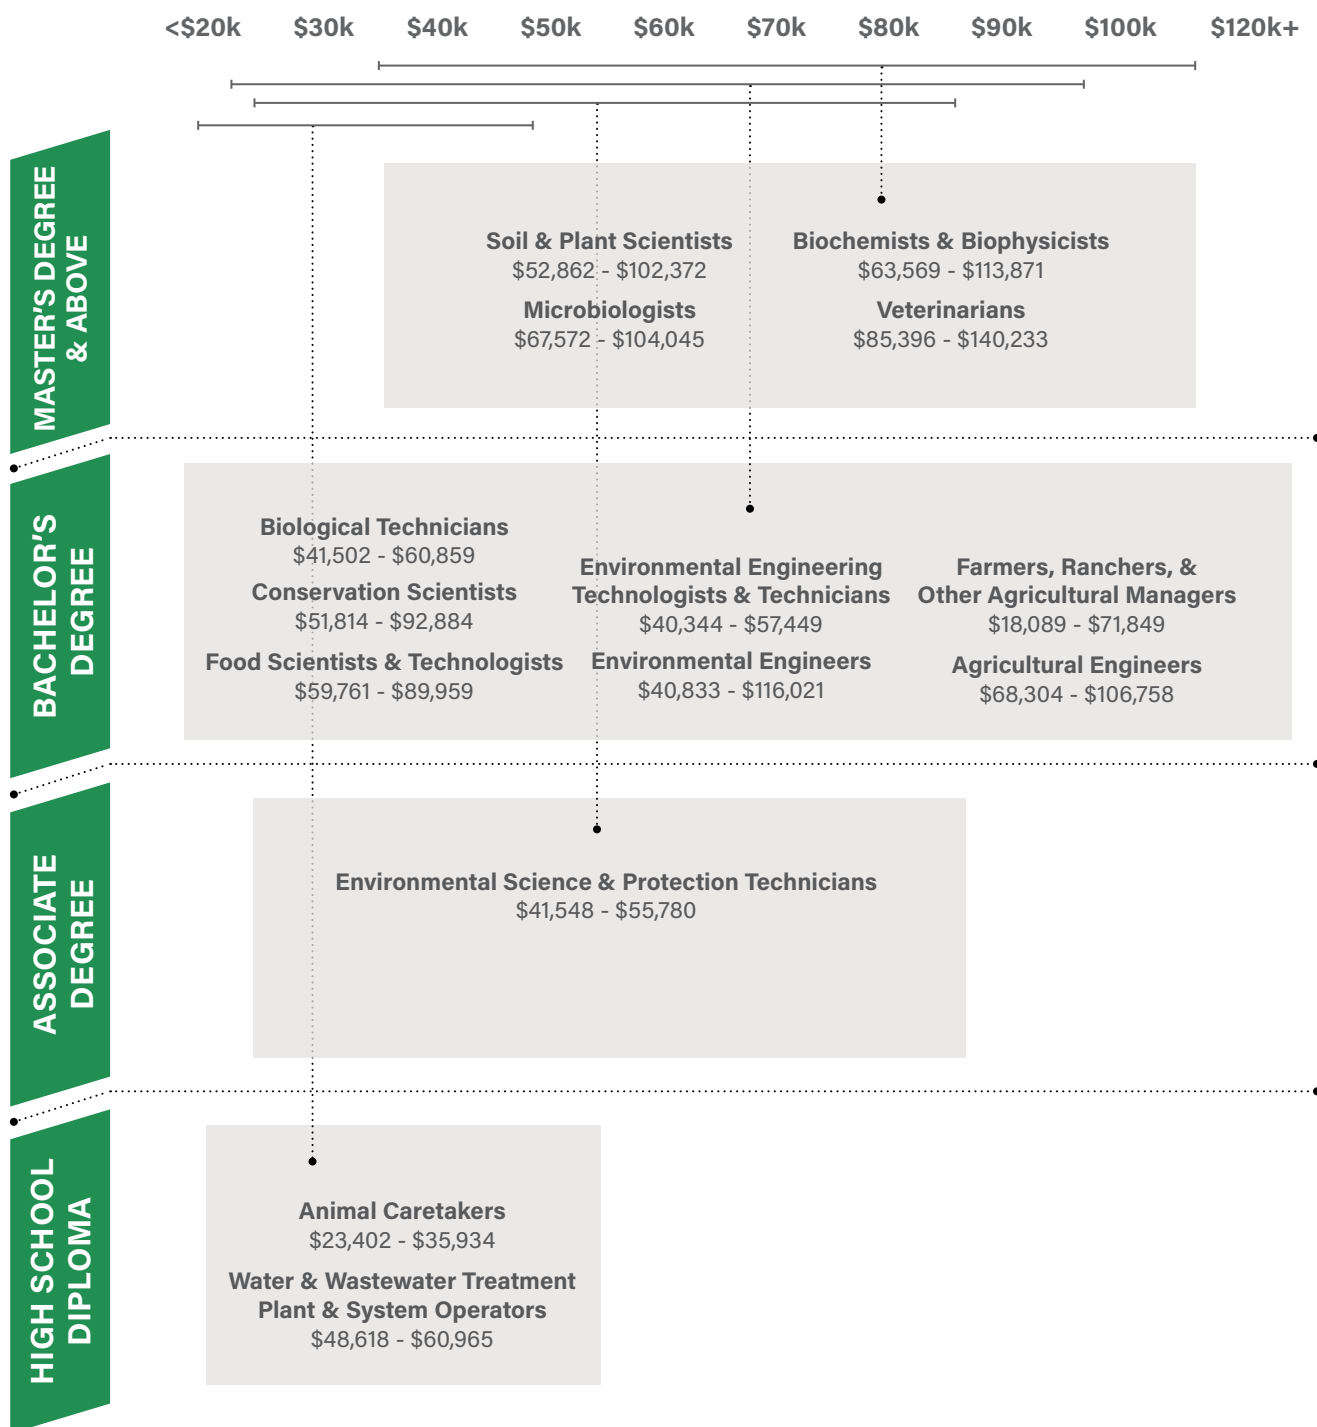 <$20k $30k $40k $50k $60k $70k $80k $90k $100k $120k+
MASTER'S DEGREE
& ABOVE
Soil & Plant Scientists
$52,862 - $102,372
Microbiologists
$67,572 - $104,045
Biochemists & Biophysicists
$63,569 - $113,871
Veterinarians
$85,396 - $140,233
BACHELOR'S
DEGREE
Biological Technicians
$41,502 - $60,859
Conservation Scientists
$51,814 - $92,884
Food Scientists & Technologists
$59,761 - $89,959
Environmental Engineering
Technologists & Technicians
$40,344 - $57,449
Environmental Engineers
$40,833 - $116,021
Farmers, Ranchers, &
Other Agricultural Managers
$18,089 - $71,849
Agricultural Engineers
$68,304 - $106,758
ASSOCIATE
DEGREE
Environmental Science & Protection Technicians
$41,548 - $55,780
HIGH SCHOOL
DIPLOMA
Animal Caretakers
$23,402 - $35,934
Water & Wastewater Treatment
Plant & System Operators
$48,618 - $60,965